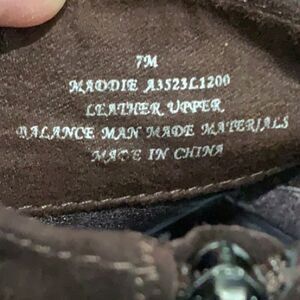 7M
MADDIE A3523L1200
LEATHER UPPER
BALANCE MAN MADE MATERIALS
MADE IN CHINA